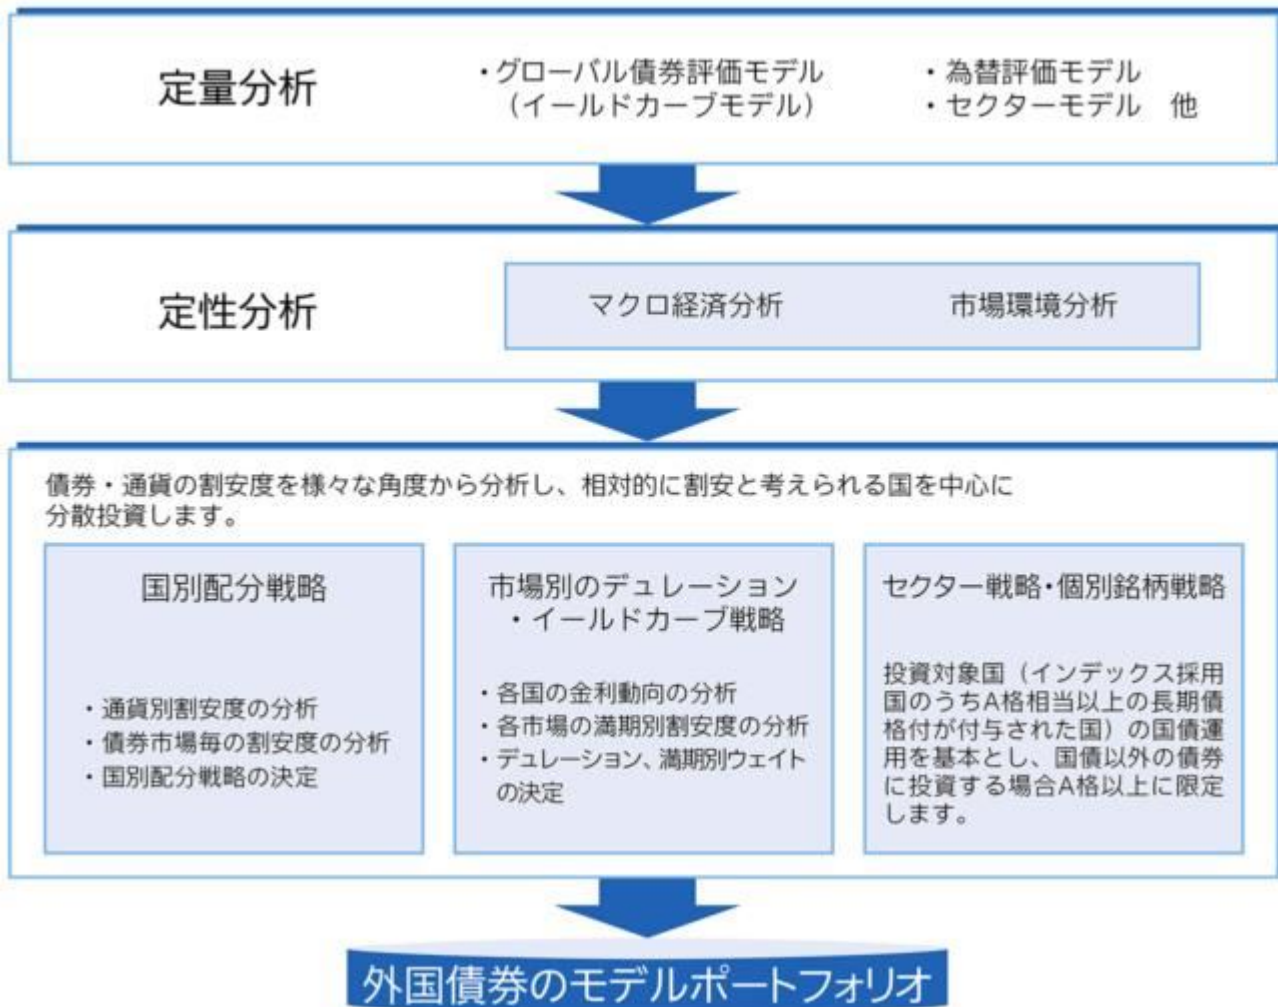 定量分析
・グローバル債券評価モデル
（イールドカーブモデル）
・為替評価モデル
・セクターモデル　他
定性分析
マクロ経済分析
市場環境分析
債券・通貨の割安度を様々な角度から分析し、相対的に割安と考えられる国を中心に
分散投資します。
国別配分戦略
・通貨別割安度の分析
・債券市場毎の割安度の分析
・国別配分戦略の決定
市場別のデュレーション
・イールドカーブ戦略
・各国の金利動向の分析
・各市場の満期別割安度の分析
・デュレーション、満期別ウェイト
の決定
セクター戦略・個別銘柄戦略
投資対象国（インデックス採用
国のうちA格相当以上の長期債
格付が付与された国）の国債運
用を基本とし、国債以外の債券
に投資する場合A格以上に限定
します。
外国債券のモデルポートフォリオ